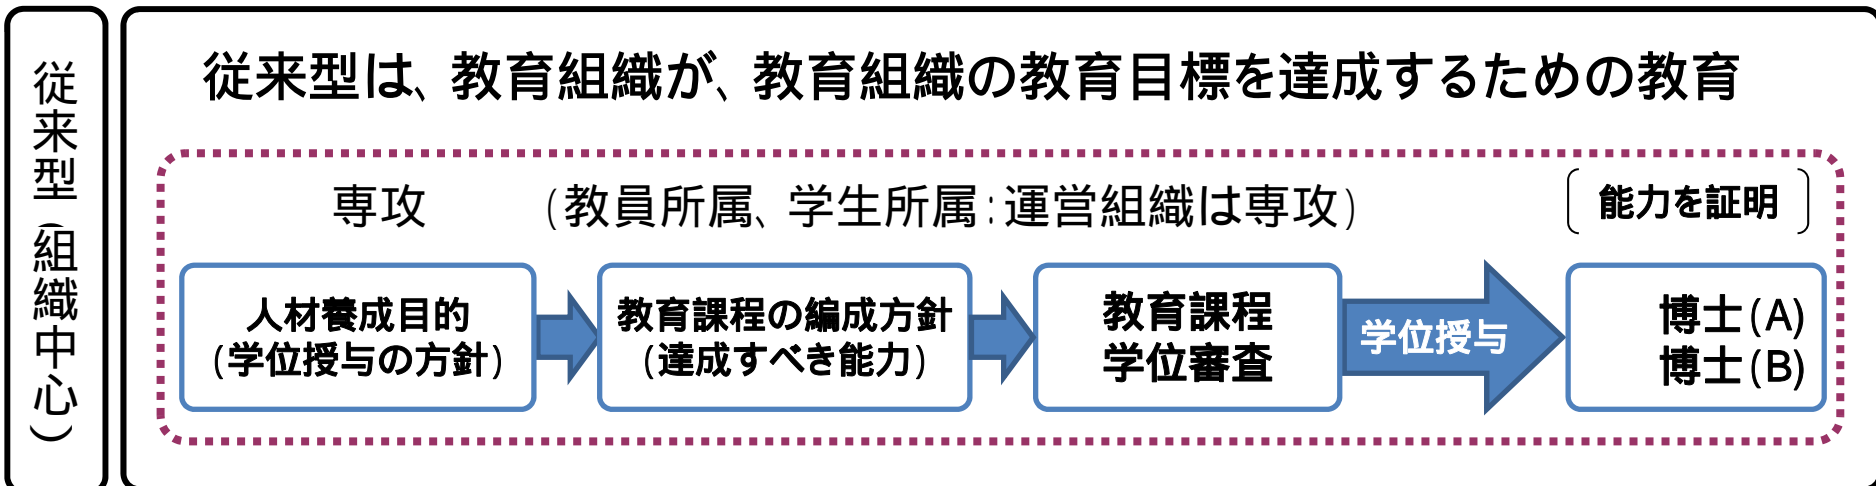 従来型(組織中心)
従来型は、教育組織が、教育組織の教育目標を達成するための教育
専攻 (教員所属、学生所属:運営組織は専攻) 〔能力を証明〕
人材養成目的
(学位授与の方針)
教育課程の編成方針
(達成すべき能力)
教育課程
学位審査
学位授与
博士(A)
博士(B)